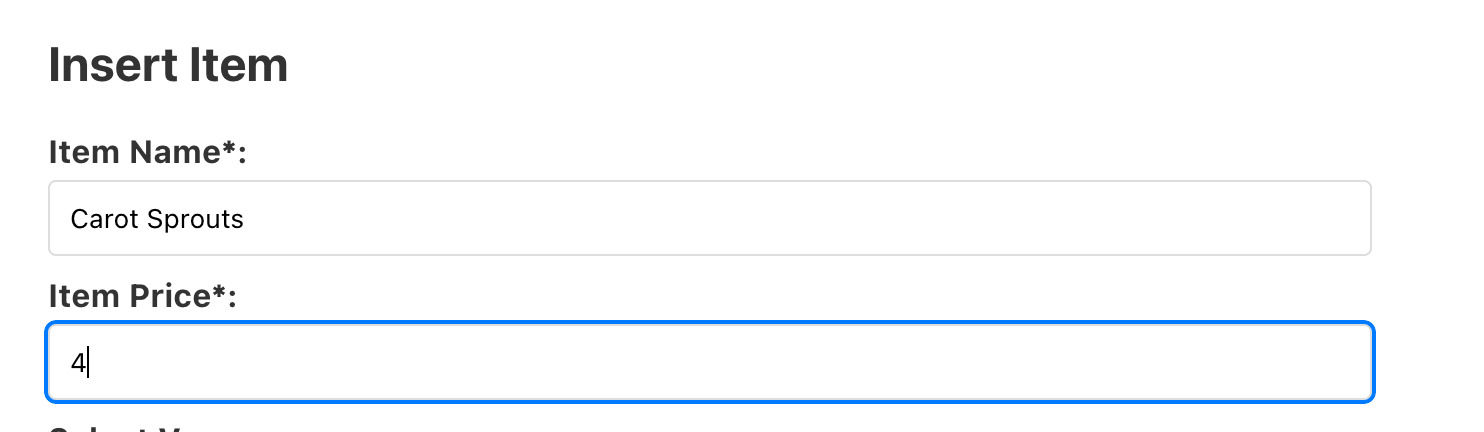 Insert Item
Item Name*:
Carot Sprouts
Item Price*:
4